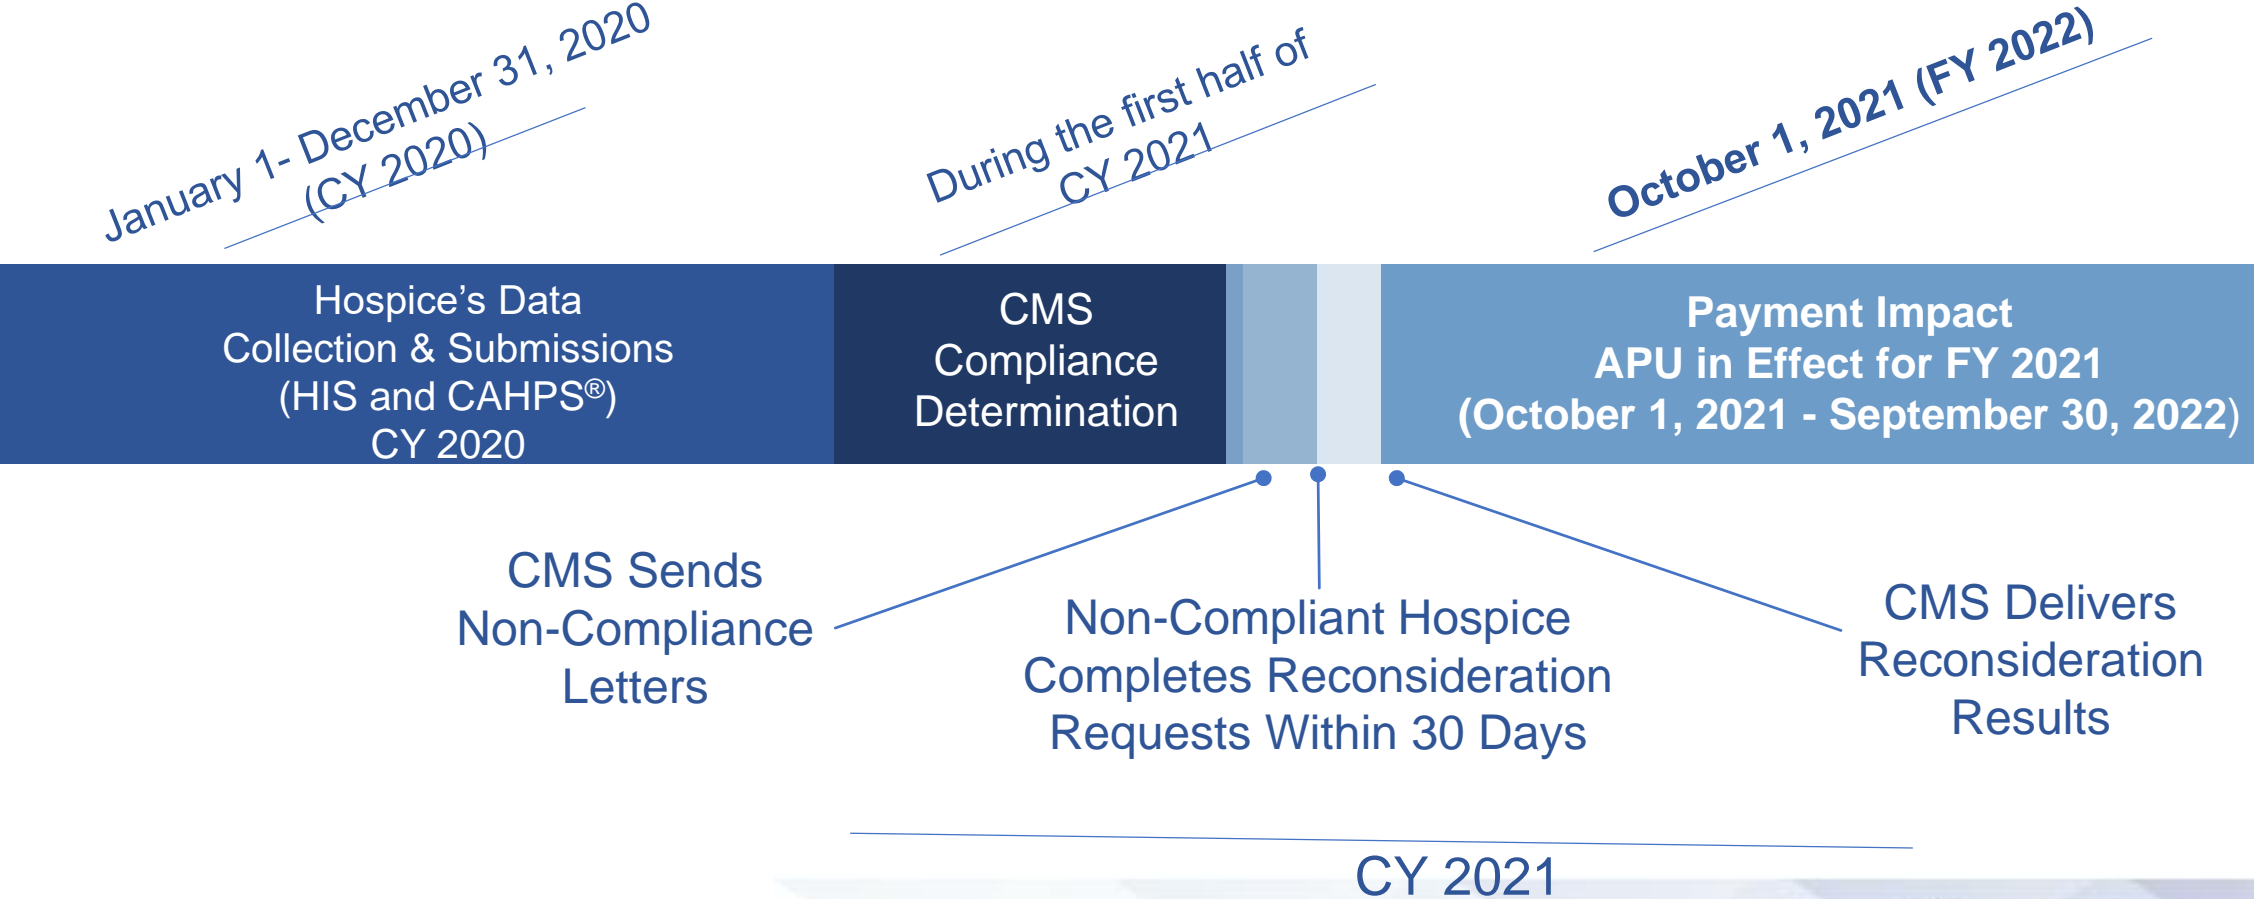 January 1- December 31, 2020
(CY 2020)
During the first half of
CY 2021
October 1, 2021 (FY 2022)
Hospice’s Data
Collection & Submissions
(HIS and CAHPS®)
CY 2020
CMS
Compliance
Determination
Payment Impact
APU in Effect for FY 2021
(October 1, 2021 - September 30, 2022)
CMS Sends
Non-Compliance
Letters
Non-Compliant Hospice
Completes Reconsideration
Requests Within 30 Days
CMS Delivers
Reconsideration
Results
CY 2021